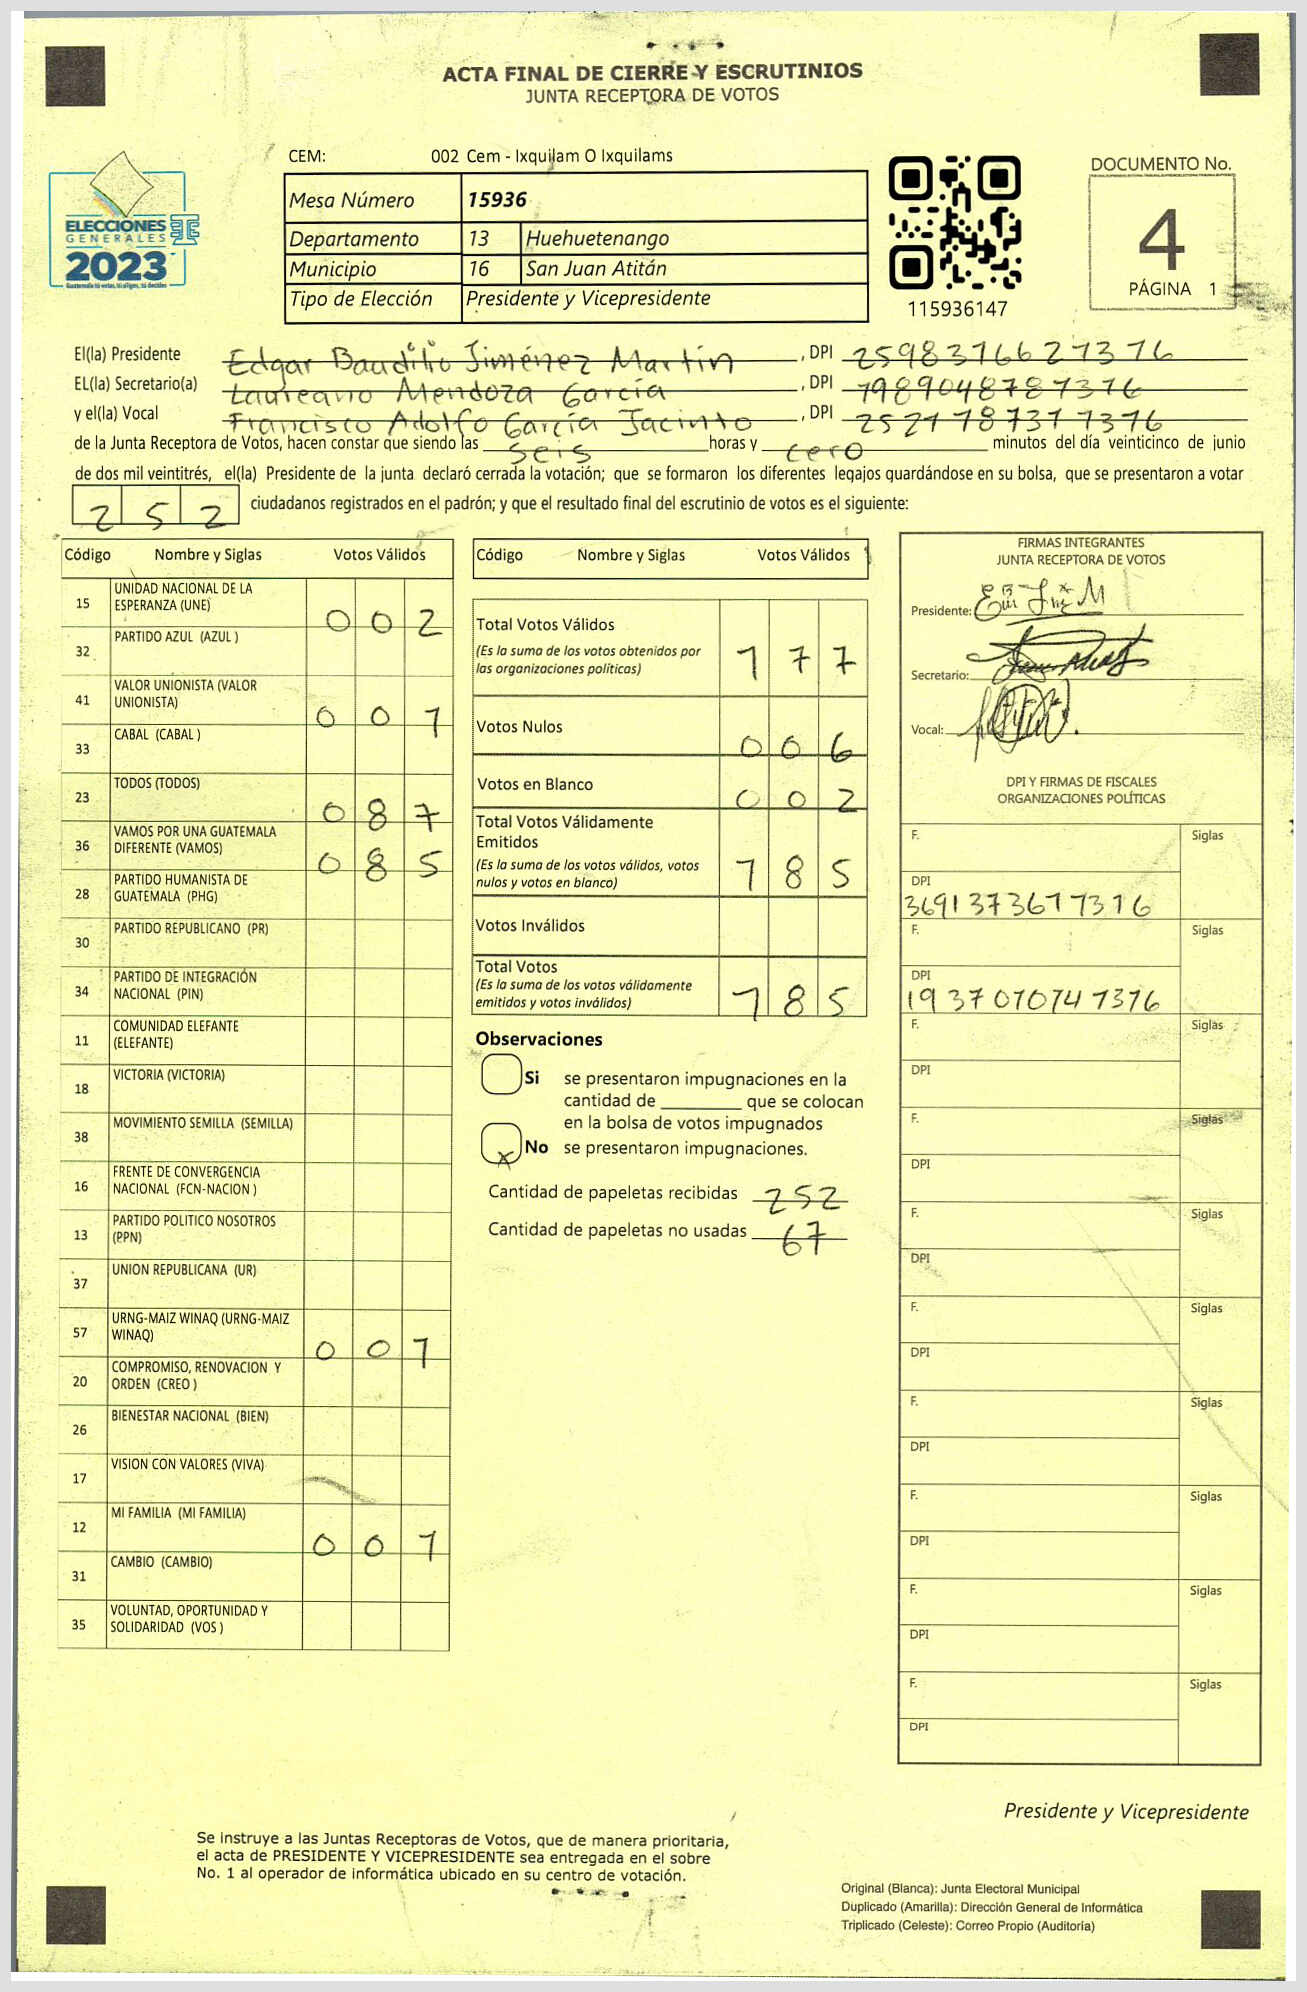 ACTA FINAL DE CIERRE Y ESCRUTINIOS
JUNTA RECEPTORA DE VOTOS
CEM: 002 Cem - Ixquilam O Ixquilams
ELECCIONES
GENERALES
2023
Mesa Número 15936
Departamento 13 Huehuetenango
Municipio 16 San Juan Atitán
Tipo de Elección Presidente y Vicepresidente
115936147
DOCUMENTO No.
4
PÁGINA 1
El(la) Presidente Edgar Baudilio Jiménez Martín , DPI 2598376627376
EL(la) Secretario(a) Laureano Mendoza García , DPI 1989048787316
y el(la) Vocal Francisco Adolfo García Jacinto , DPI 2521787371376
de la Junta Receptora de Votos, hacen constar que siendo las seis horas y cero minutos del día veinticinco de junio
de dos mil veintitrés, el(la) Presidente de la junta declaró cerrada la votación; que se formaron los diferentes legajos quardándose en su bolsa, que se presentaron a votar
252 ciudadanos registrados en el padrón; y que el resultado final del escrutinio de votos es el siguiente:
Código Nombre y Siglas Votos Válidos
15 UNIDAD NACIONAL DE LA ESPERANZA (UNE) 002
32 PARTIDO AZUL (AZUL )
41 VALOR UNIONISTA (VALOR UNIONISTA) 001
33 CABAL (CABAL )
23 TODOS (TODOS) 087
36 VAMOS POR UNA GUATEMALA DIFERENTE (VAMOS) 085
28 PARTIDO HUMANISTA DE GUATEMALA (PHG)
30 PARTIDO REPUBLICANO (PR)
34 PARTIDO DE INTEGRACIÓN NACIONAL (PIN)
11 COMUNIDAD ELEFANTE (ELEFANTE)
18 VICTORIA (VICTORIA)
38 MOVIMIENTO SEMILLA (SEMILLA)
16 FRENTE DE CONVERGENCIA NACIONAL (FCN-NACION )
13 PARTIDO POLITICO NOSOTROS (PPN)
37 UNION REPUBLICANA (UR)
57 URNG-MAIZ WINAQ (URNG-MAIZ WINAQ) 001
20 COMPROMISO, RENOVACION Y ORDEN (CREO )
26 BIENESTAR NACIONAL (BIEN)
17 VISION CON VALORES (VIVA)
12 MI FAMILIA (MI FAMILIA) 001
31 CAMBIO (CAMBIO)
35 VOLUNTAD, OPORTUNIDAD Y SOLIDARIDAD (VOS )
Código Nombre y Siglas Votos Válidos
Total Votos Válidos 177
(Es la suma de los votos obtenidos por
las organizaciones políticas)
Votos Nulos 006
Votos en Blanco 002
Total Votos Válidamente
Emitidos 185
(Es la suma de los votos válidos, votos
nulos y votos en blanco)
Votos Inválidos
Total Votos 185
(Es la suma de los votos válidamente
emitidos y votos inválidos)
Observaciones
Si se presentaron impugnaciones en la
cantidad de ________ que se colocan
en la bolsa de votos impugnados
x No se presentaron impugnaciones.
Cantidad de papeletas recibidas 252
Cantidad de papeletas no usadas 67
FIRMAS INTEGRANTES
JUNTA RECEPTORA DE VOTOS
Presidente:
Secretario:
Vocal:
DPI Y FIRMAS DE FISCALES
ORGANIZACIONES POLÍTICAS
F. Siglas
DPI
3691373671316
F. Siglas
DPI
1937070741316
F. Siglas
DPI
F. Siglas
DPI
F. Siglas
DPI
F. Siglas
DPI
F. Siglas
DPI
F. Siglas
DPI
F. Siglas
DPI
F. Siglas
DPI
Presidente y Vicepresidente
Se instruye a las Juntas Receptoras de Votos, que de manera prioritaria,
el acta de PRESIDENTE Y VICEPRESIDENTE sea entregada en el sobre
No. 1 al operador de informática ubicado en su centro de votación.
Original (Blanca): Junta Electoral Municipal
Duplicado (Amarilla): Dirección General de Informática
Triplicado (Celeste): Correo Propio (Auditoría)